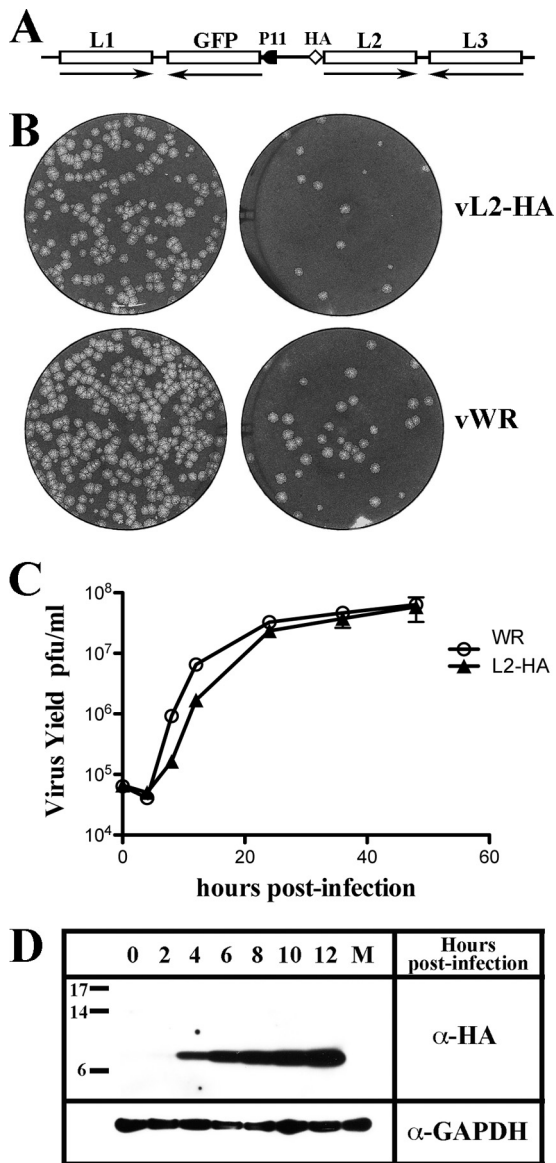 A
L1 GFP P11 HA L2 L3
B
vL2-HA
vWR
C
10⁸
10⁷
10⁶
10⁵
10⁴
Virus Yield pfu/ml
WR
L2-HA
0 20 40 60
hours post-infection
D
0 2 4 6 8 10 12 M
Hours
post-infection
17
14
6
α-HA
α-GAPDH